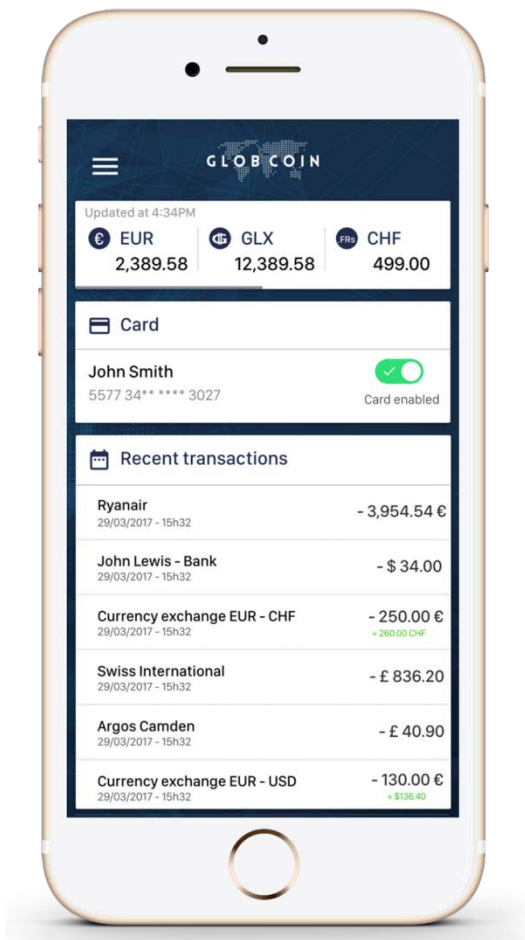 GLOBCOIN
Updated at 4:34PM
€ EUR
2,389.58
GLX
12,389.58
.FRs CHF
499.00
Card
John Smith
5577 34** **** 3027
Card enabled
Recent transactions
Ryanair
- 3,954.54 €
29/03/2017 - 15h32
John Lewis - Bank
- $ 34.00
29/03/2017 - 15h32
Currency exchange EUR - CHF
- 250.00 €
29/03/2017 - 15h32
+ 260.00 CHF
Swiss International
- £ 836.20
29/03/2017 - 15h32
Argos Camden
- £ 40.90
29/03/2017 - 15h32
Currency exchange EUR - USD
- 130.00 €
29/03/2017 - 15h32
+ $136.40